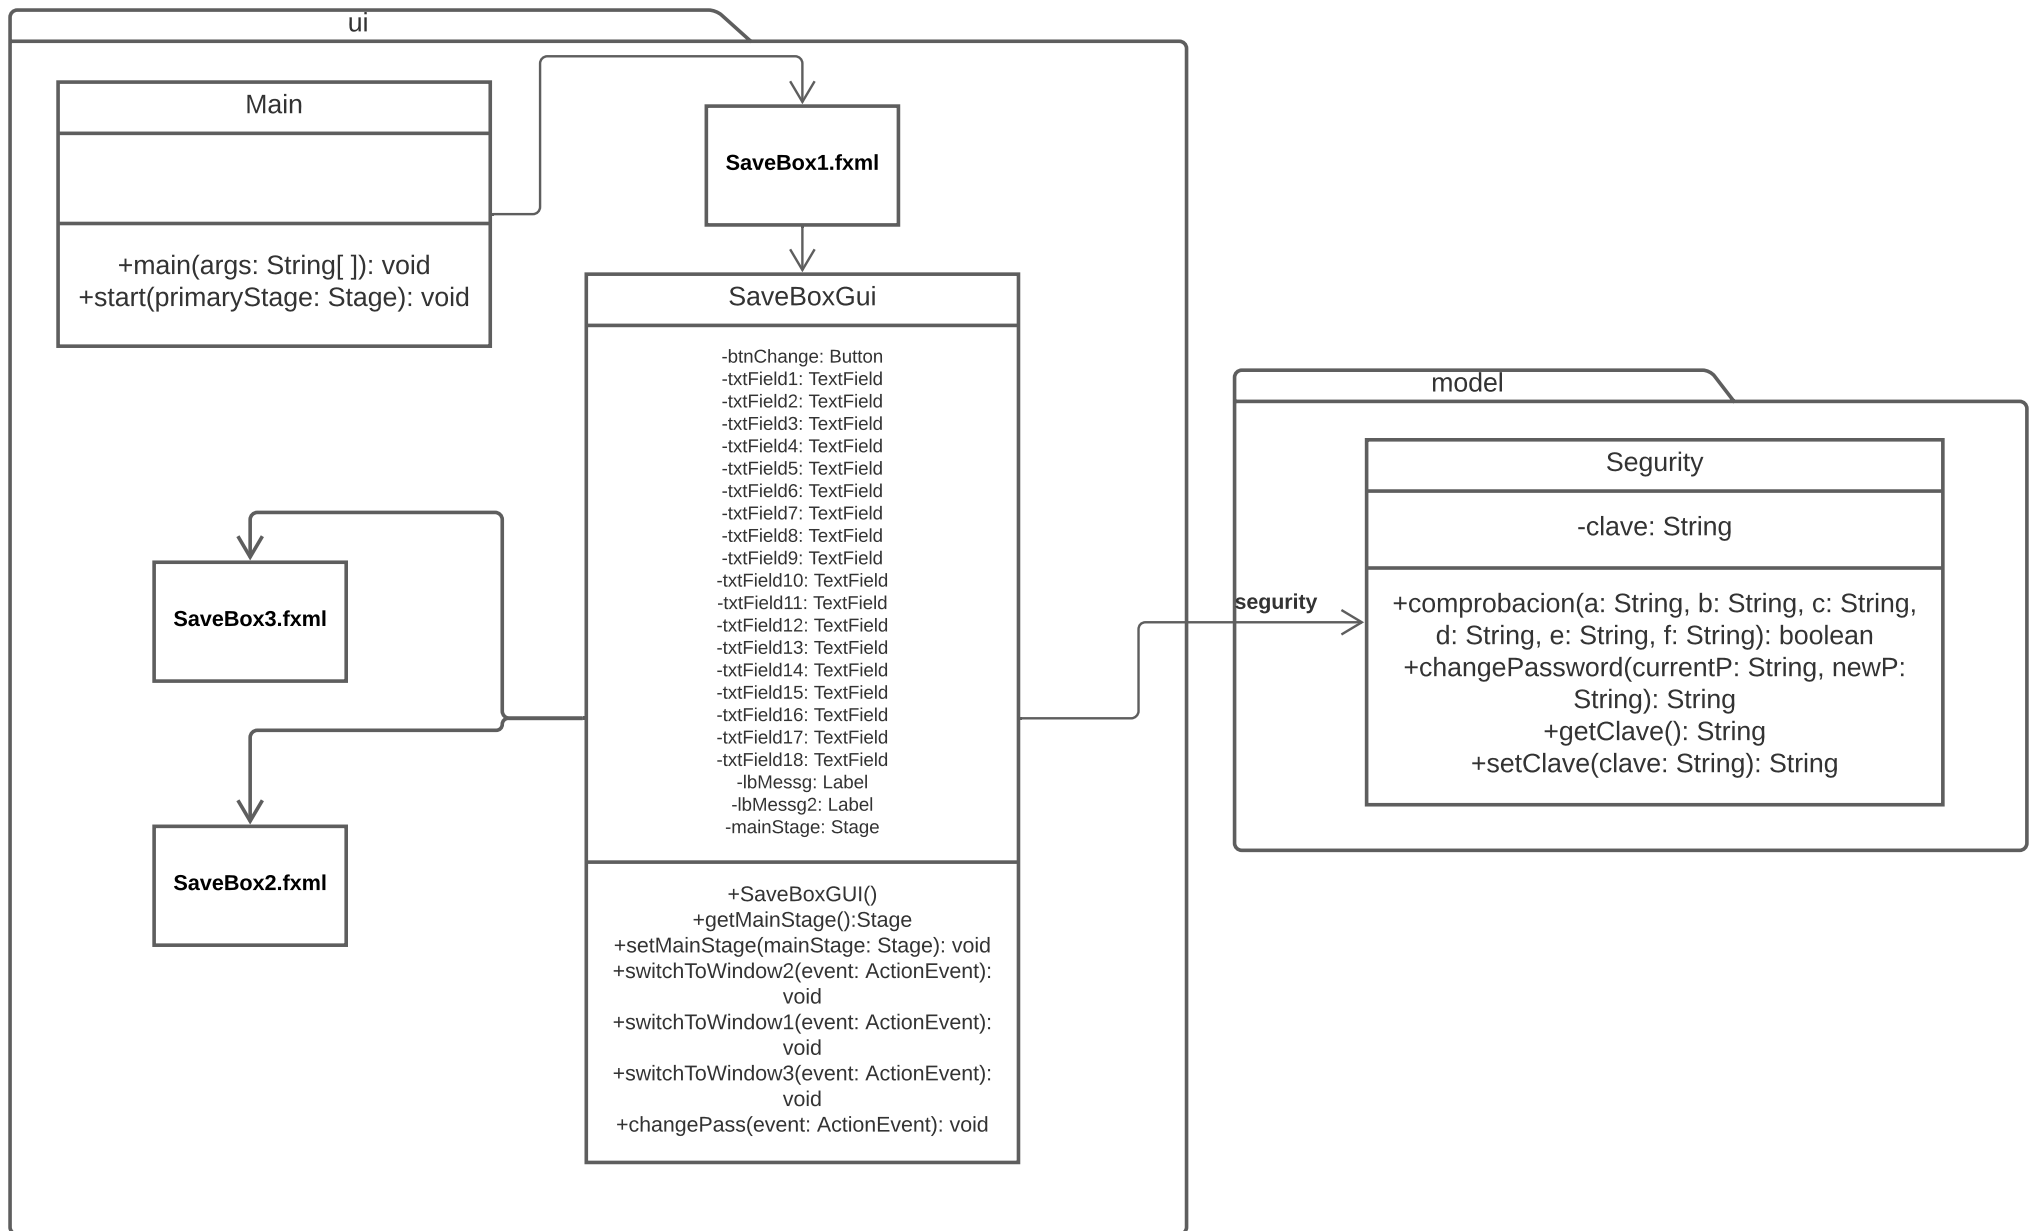 ui
Main
+main(args: String[ ]): void
+start(primaryStage: Stage): void
SaveBox1.fxml
SaveBoxGui
-btnChange: Button
-txtField1: TextField
-txtField2: TextField
-txtField3: TextField
-txtField4: TextField
-txtField5: TextField
-txtField6: TextField
-txtField7: TextField
-txtField8: TextField
-txtField9: TextField
-txtField10: TextField
-txtField11: TextField
-txtField12: TextField
-txtField13: TextField
-txtField14: TextField
-txtField15: TextField
-txtField16: TextField
-txtField17: TextField
-txtField18: TextField
-lbMessg: Label
-lbMessg2: Label
-mainStage: Stage
+SaveBoxGUI()
+getMainStage():Stage
+setMainStage(mainStage: Stage): void
+switchToWindow2(event: ActionEvent):
void
+switchToWindow1(event: ActionEvent):
void
+switchToWindow3(event: ActionEvent):
void
+changePass(event: ActionEvent): void
SaveBox3.fxml
SaveBox2.fxml
segurity
model
Segurity
-clave: String
+comprobacion(a: String, b: String, c: String,
d: String, e: String, f: String): boolean
+changePassword(currentP: String, newP:
String): String
+getClave(): String
+setClave(clave: String): String